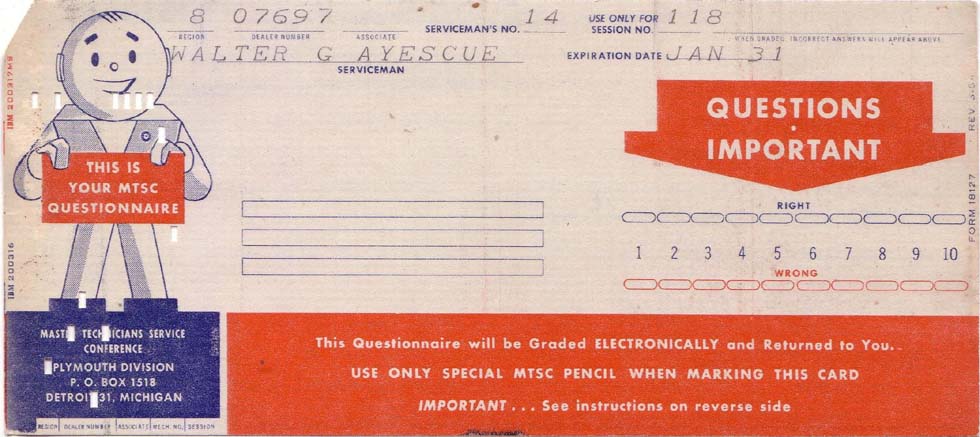 8 07697 14 118
REGION DEALER NUMBER ASSOCIATE SERVICEMAN'S NO. USE ONLY FOR SESSION NO.
WHEN GRADED, INCORRECT ANSWERS WILL APPEAR ABOVE
WALTER G AYESCUE EXPIRATION DATE JAN 31
SERVICEMAN
IBM 200317MS
QUESTIONS
IMPORTANT
REV. 3-5
THIS IS
YOUR MTSC
QUESTIONNAIRE
RIGHT
1 2 3 4 5 6 7 8 9 10
WRONG
FORM 18127
IBM 200316
MASTER TECHNICIANS SERVICE
CONFERENCE
PLYMOUTH DIVISION
P. O. BOX 1518
DETROIT 31, MICHIGAN
REGION DEALER NUMBER ASSOCIATE MECH. NO. SESSION
This Questionnaire will be Graded ELECTRONICALLY and Returned to You..
USE ONLY SPECIAL MTSC PENCIL WHEN MARKING THIS CARD
IMPORTANT... See instructions on reverse side